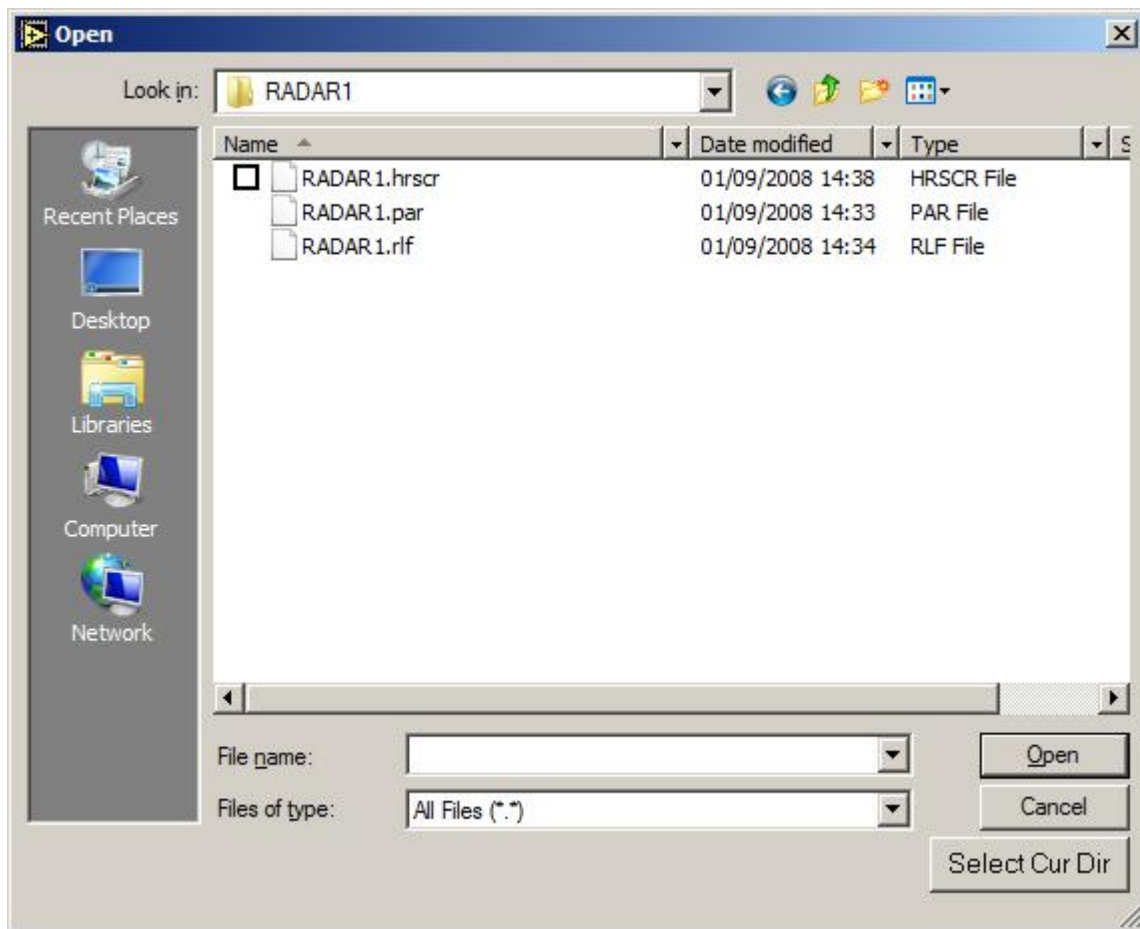 Open
Look in: RADAR1
Name Date modified Type S
RADAR1.hrscr 01/09/2008 14:38 HRSCR File
RADAR1.par 01/09/2008 14:33 PAR File
RADAR1.rlf 01/09/2008 14:34 RLF File
Recent Places
Desktop
Libraries
Computer
Network
File name: Open
Files of type: All Files (*.*) Cancel
Select Cur Dir